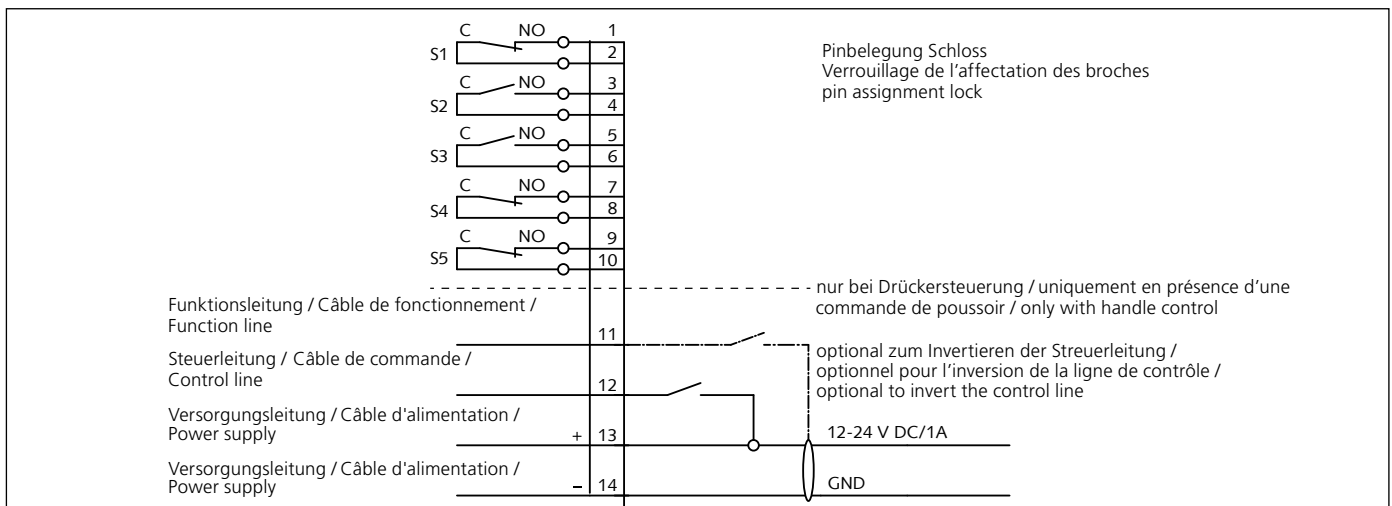 C NO 1
S1 2
C NO 3
S2 4
C NO 5
S3 6
C NO 7
S4 8
C NO 9
S5 10
Pinbelegung Schloss
Verrouillage de l'affectation des broches
pin assignment lock
nur bei Drückersteuerung / uniquement en présence d'une
commande de poussoir / only with handle control
Funktionsleitung / Câble de fonctionnement /
Function line
11
optional zum Invertieren der Streuerleitung /
optionnel pour l'inversion de la ligne de contrôle /
optional to invert the control line
Steuerleitung / Câble de commande /
Control line
12
Versorgungsleitung / Câble d'alimentation /
Power supply
+ 13
12-24 V DC/1A
Versorgungsleitung / Câble d'alimentation /
Power supply
– 14
GND